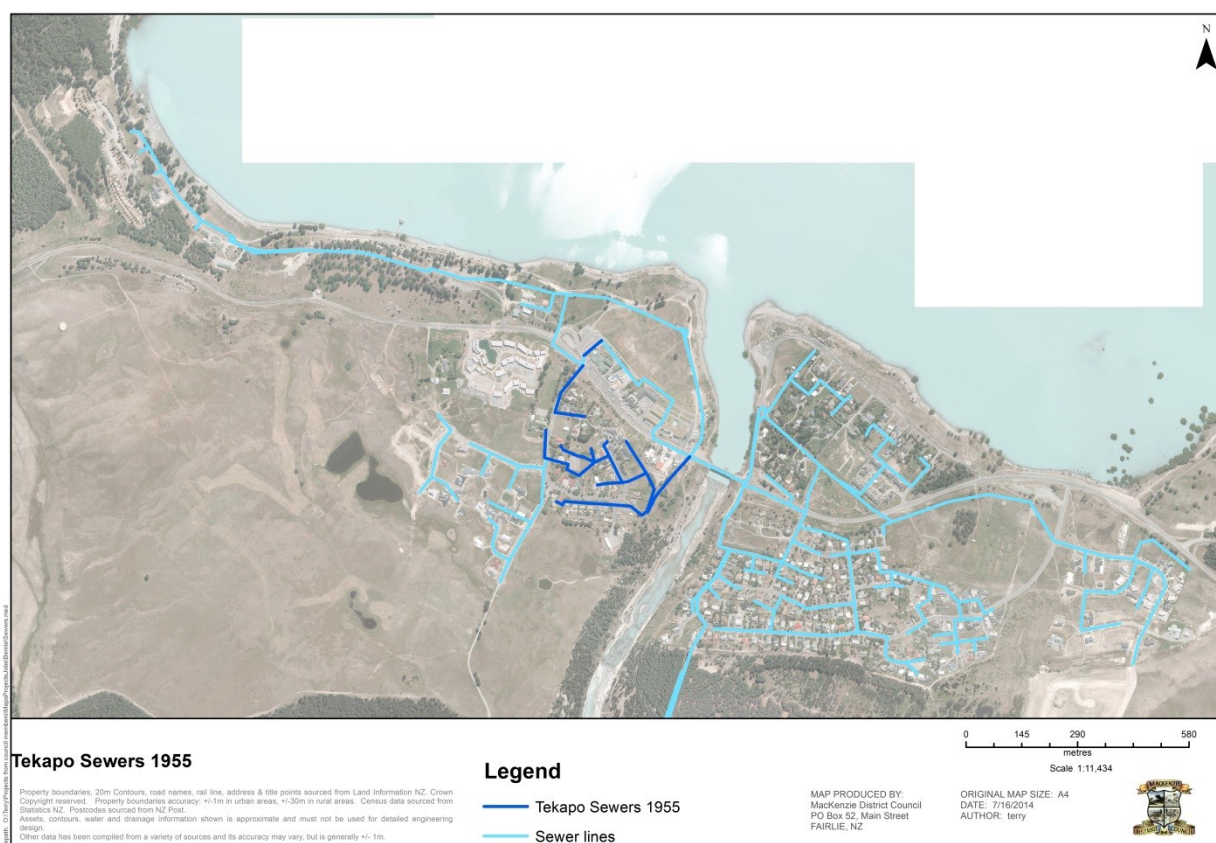 N
Tekapo Sewers 1955
Property boundaries, 20m Contours, road names, rail line, address & title points sourced from Land Information NZ. Crown
Copyright reserved. Property boundaries accuracy: +/-1m in urban areas, +/-30m in rural areas. Census data sourced from
Statistics NZ. Postcodes sourced from NZ Post.
Assets, contours, water and drainage information shown is approximate and must not be used for detailed engineering
design.
Other data has been compiled from a variety of sources and its accuracy may vary, but is generally +/- 1m.
Legend
Tekapo Sewers 1955
Sewer lines
0 145 290 580
metres
Scale 1:11,434
MAP PRODUCED BY:
MacKenzie District Council
PO Box 52, Main Street
FAIRLIE, NZ
ORIGINAL MAP SIZE: A4
DATE: 7/16/2014
AUTHOR: terry
MACKENZIE
DISTRICT COUNCIL